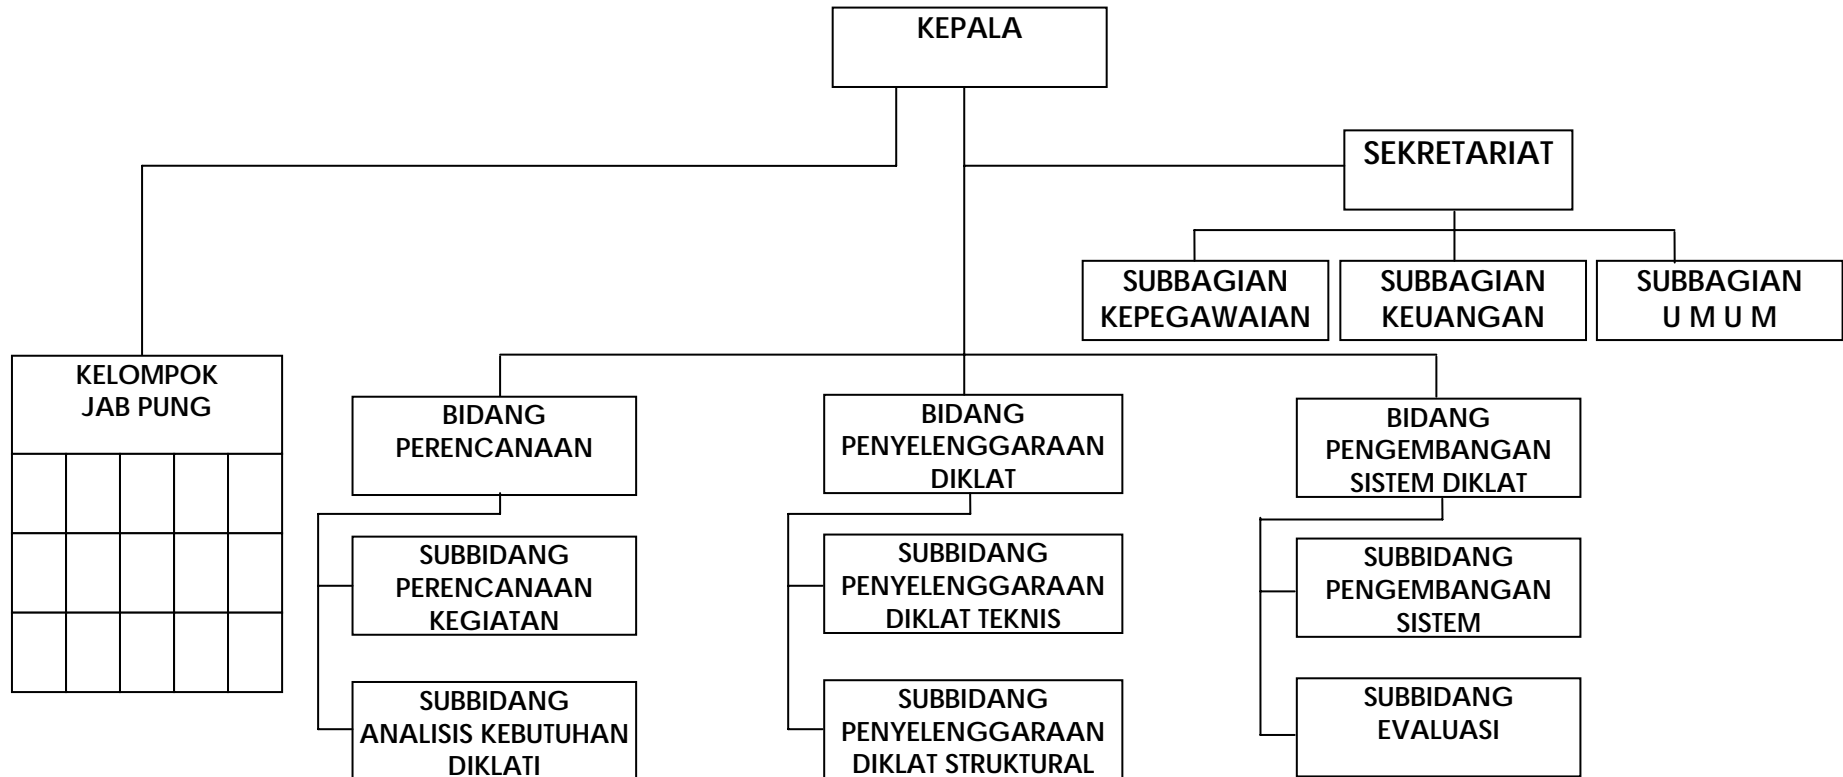 KEPALA
SEKRETARIAT
SUBBAGIAN
KEPEGAWAIAN
SUBBAGIAN
KEUANGAN
SUBBAGIAN
U M U M
KELOMPOK
JAB PUNG
BIDANG
PERENCANAAN
BIDANG
PENYELENGGARAAN
DIKLAT
BIDANG
PENGEMBANGAN
SISTEM DIKLAT
SUBBIDANG
PERENCANAAN
KEGIATAN
SUBBIDANG
PENYELENGGARAAN
DIKLAT TEKNIS
SUBBIDANG
PENGEMBANGAN
SISTEM
SUBBIDANG
ANALISIS KEBUTUHAN
DIKLATI
SUBBIDANG
PENYELENGGARAAN
DIKLAT STRUKTURAL
SUBBIDANG
EVALUASI